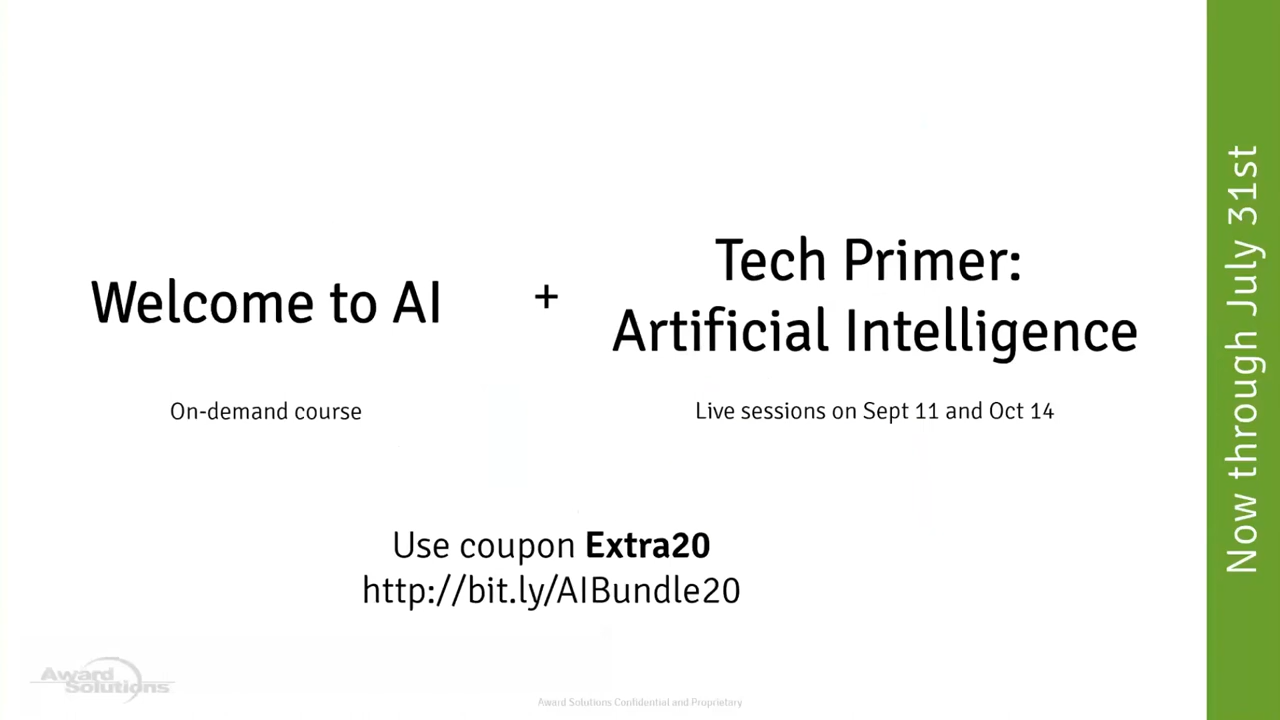 Welcome to AI
+
Tech Primer:
Artificial Intelligence
On-demand course
Live sessions on Sept 11 and Oct 14
Use coupon Extra20
http://bit.ly/AIBundle20
Now through July 31st
Award
Solutions
Award Solutions Confidential and Proprietary